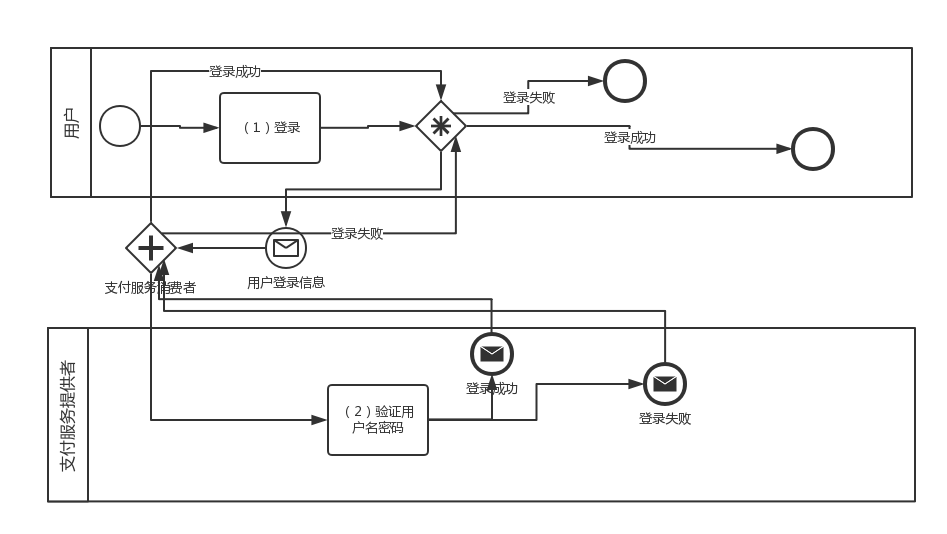 用户
登录成功
（1）登录
登录失败
登录成功
登录失败
支付服务消费者
用户登录信息
支付服务提供者
登录成功
（2）验证用
户名密码
登录失败